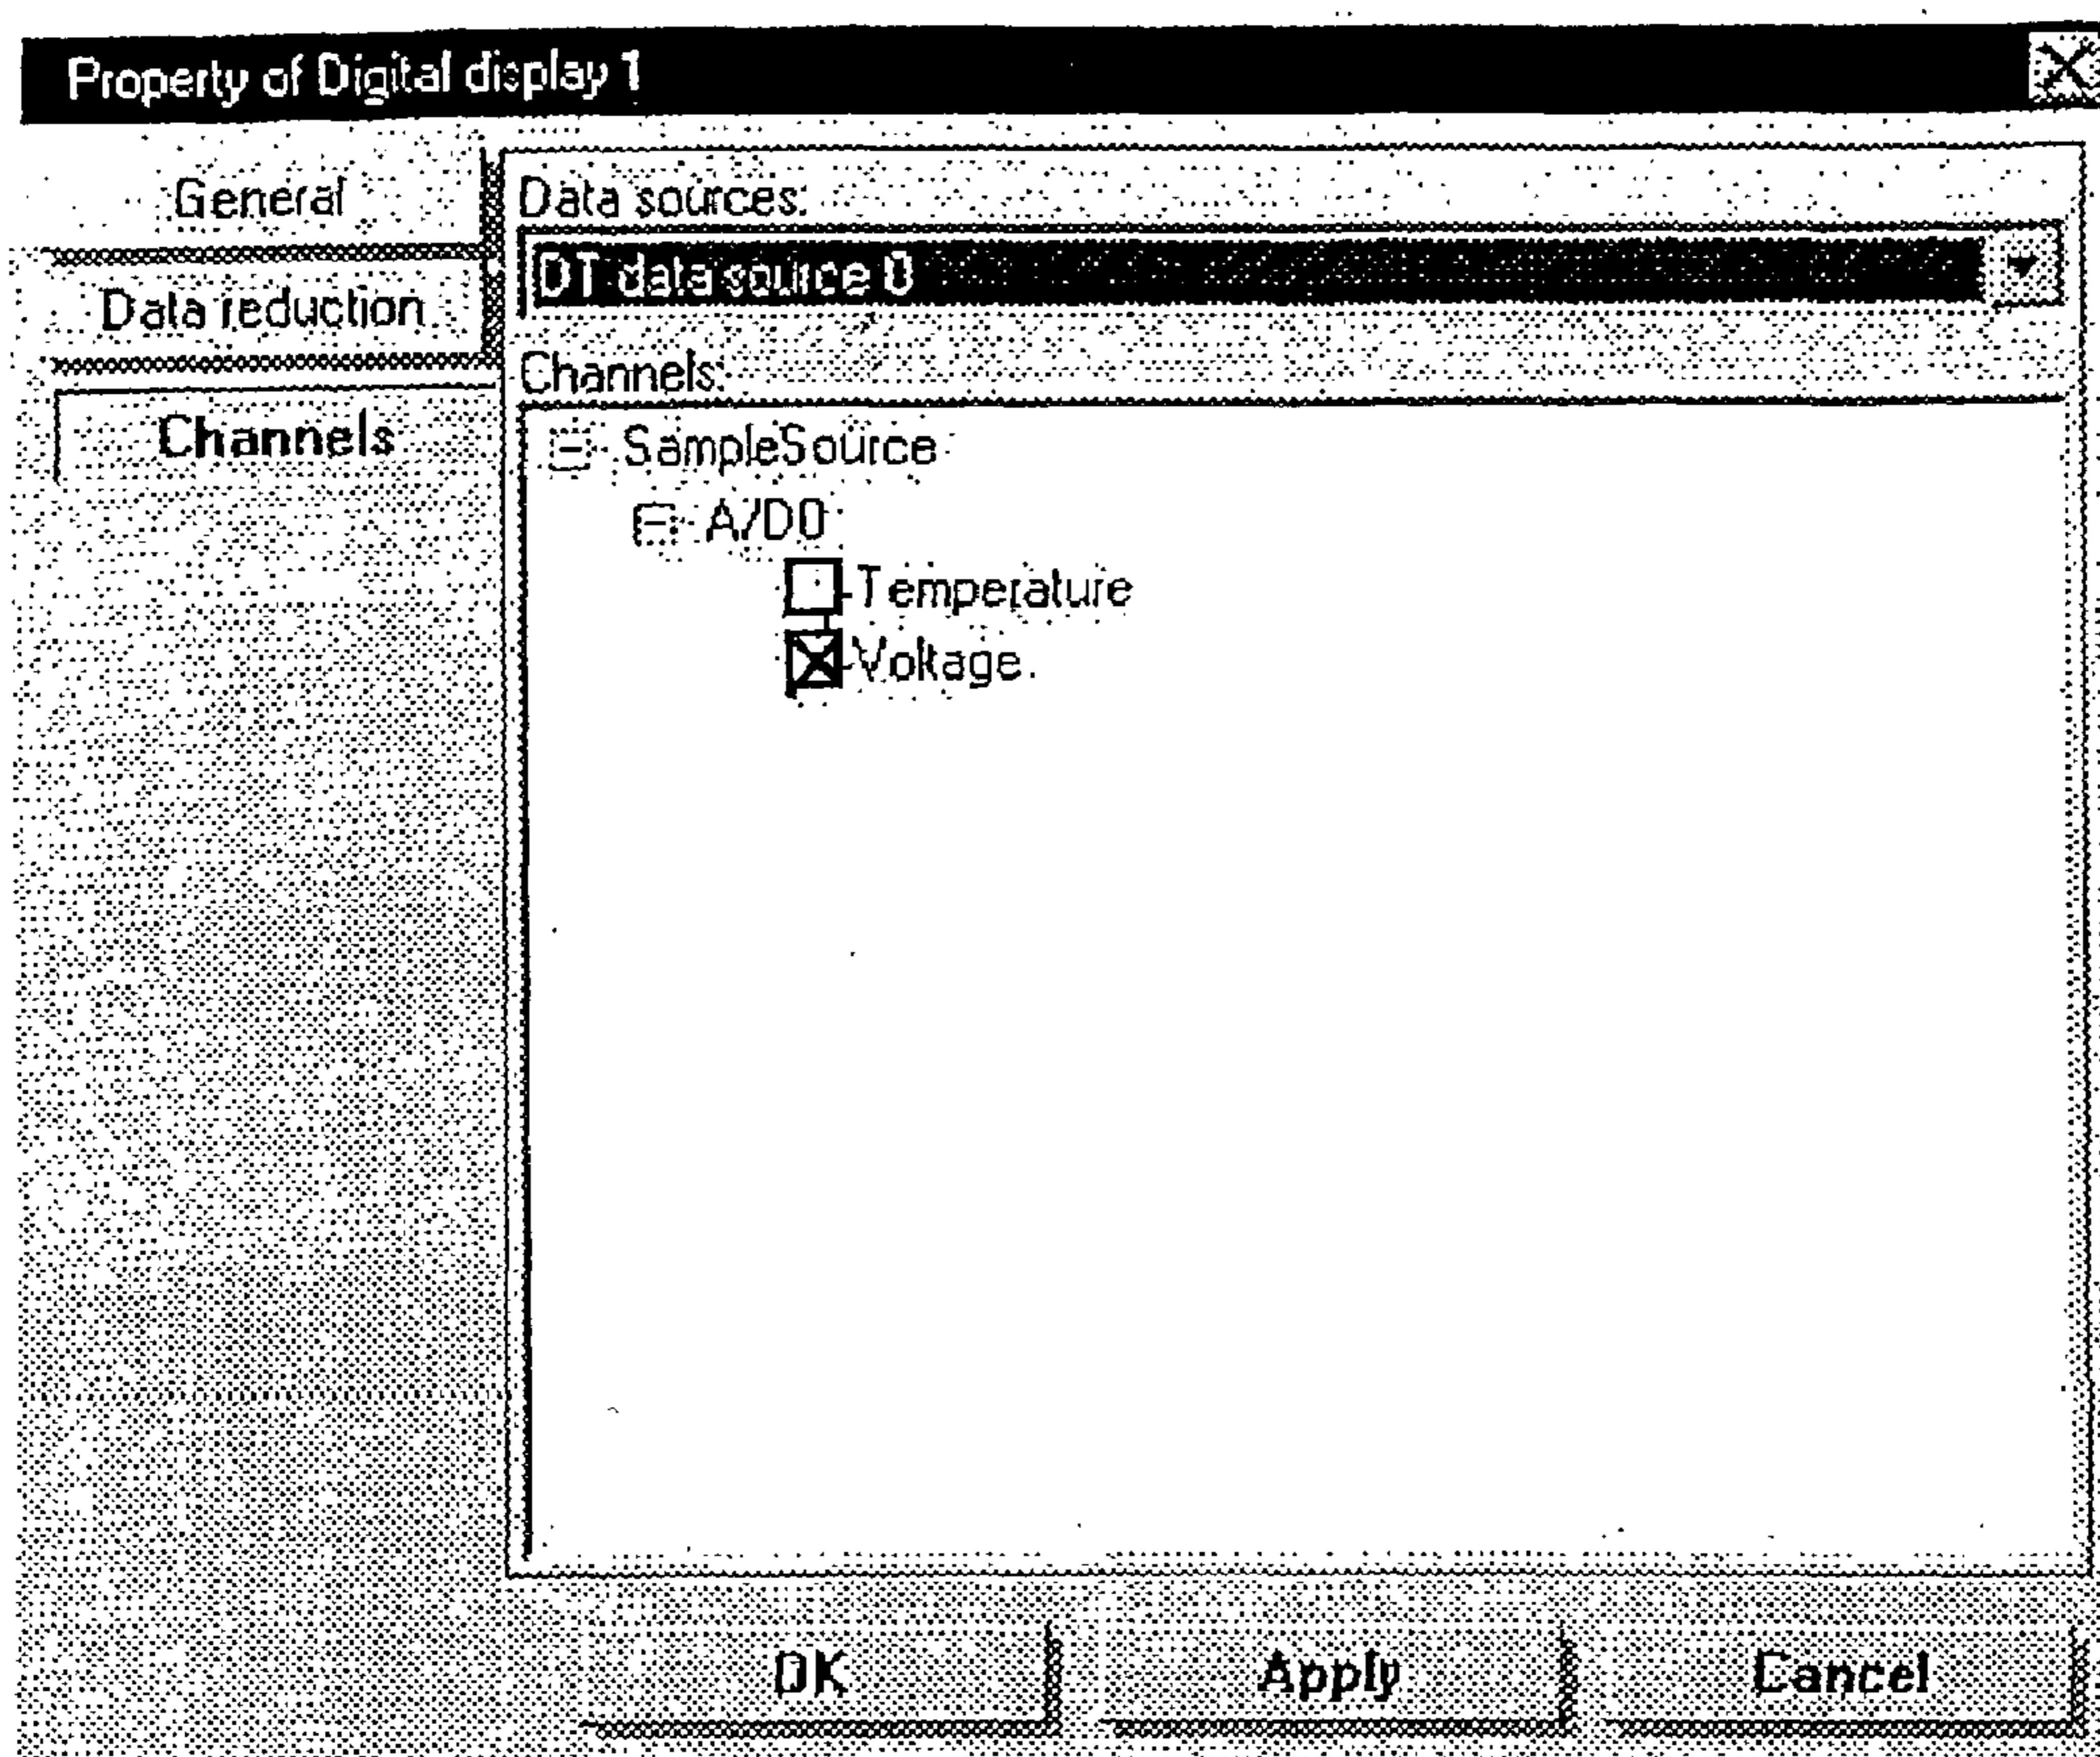 Property of Digital display 1
General
Data reduction
Channels
Data sources:
DT data source 0
Channels:
SampleSource
A/D0
Temperature
Voltage
OK
Apply
Cancel